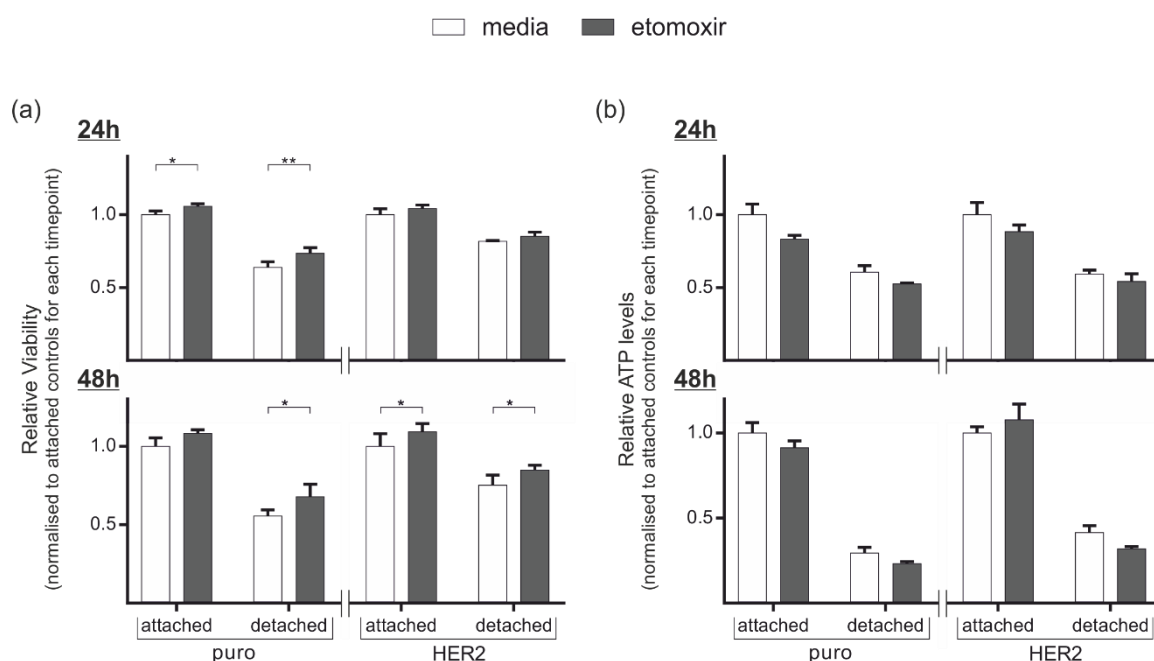 media etomoxir
(a)
24h
* **
1.0
0.5
48h
* * *
1.0
0.5
Relative Viability
(normalised to attached controls for each timepoint)
attached detached attached detached
puro HER2
(b)
24h
1.0
0.5
48h
1.0
0.5
Relative ATP levels
(normalised to attached controls for each timepoint)
attached detached attached detached
puro HER2